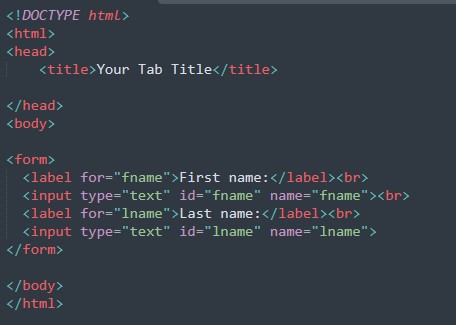 <!DOCTYPE html>
<html>
<head>
    <title>Your Tab Title</title>

</head>
<body>

<form>
  <label for="fname">First name:</label><br>
  <input type="text" id="fname" name="fname"><br>
  <label for="lname">Last name:</label><br>
  <input type="text" id="lname" name="lname">
</form>

</body>
</html>